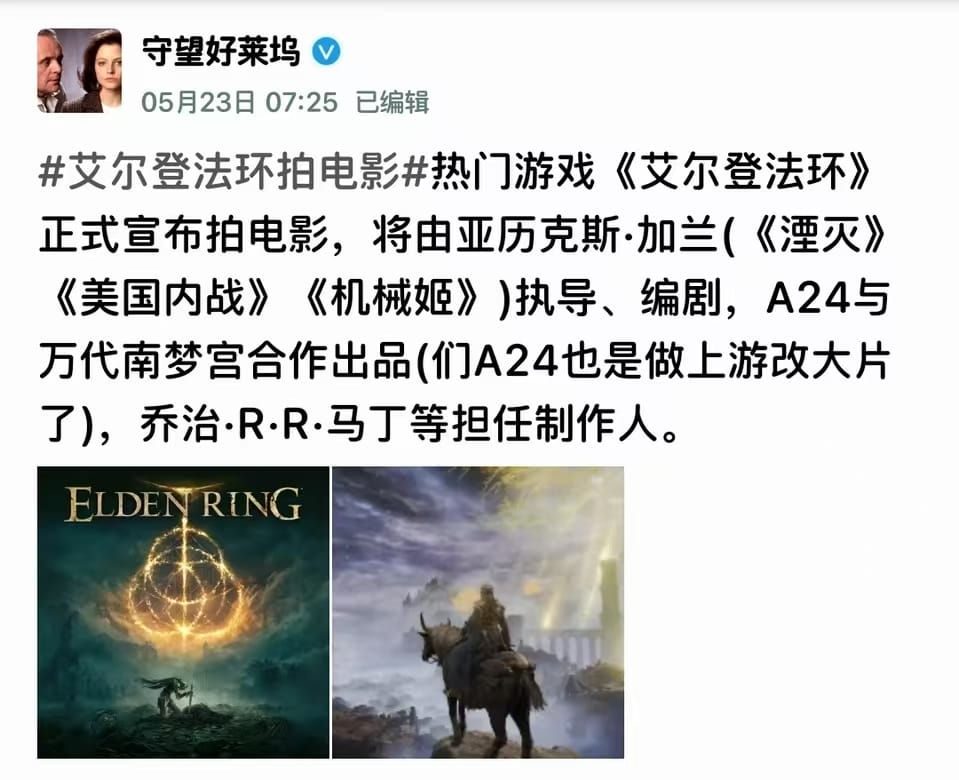 守望好莱坞
05月23日 07:25 已编辑
#艾尔登法环拍电影#热门游戏《艾尔登法环》
正式宣布拍电影，将由亚历克斯·加兰(《湮灭》
《美国内战》《机械姬》)执导、编剧，A24与
万代南梦宫合作出品(们A24也是做上游改大片
了)，乔治·R·R·马丁等担任制作人。
ELDEN RING